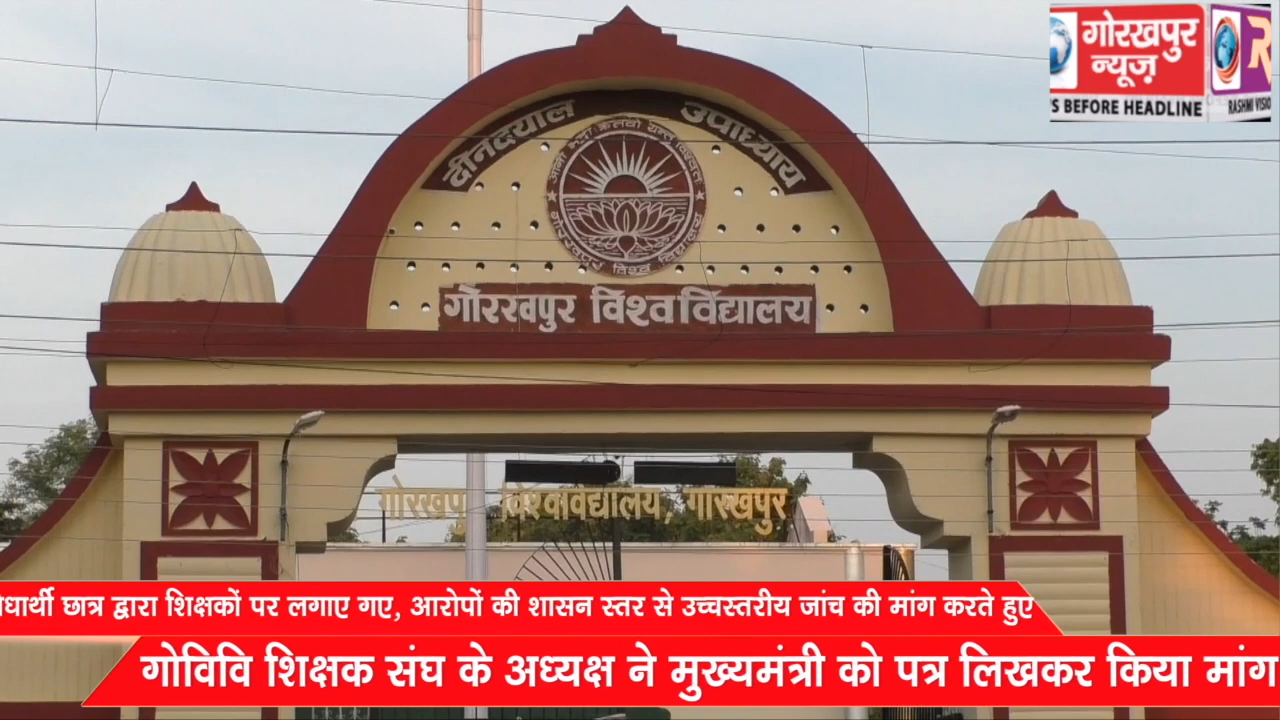 गोरखपुर
न्यूज़
'S BEFORE HEADLINE
RASHMI VISIO
दीनदयाल उपाध्याय
गोरखपुर विश्व विद्यालय
गोरखपुर विश्वविद्यालय
गोरखपुर
छात्र द्वारा शिक्षकों पर लगाए गए, आरोपों की शासन स्तर से उच्चस्तरीय जांच की मांग करते हुए
गोविवि शिक्षक संघ के अध्यक्ष ने मुख्यमंत्री को पत्र लिखकर किया मांग